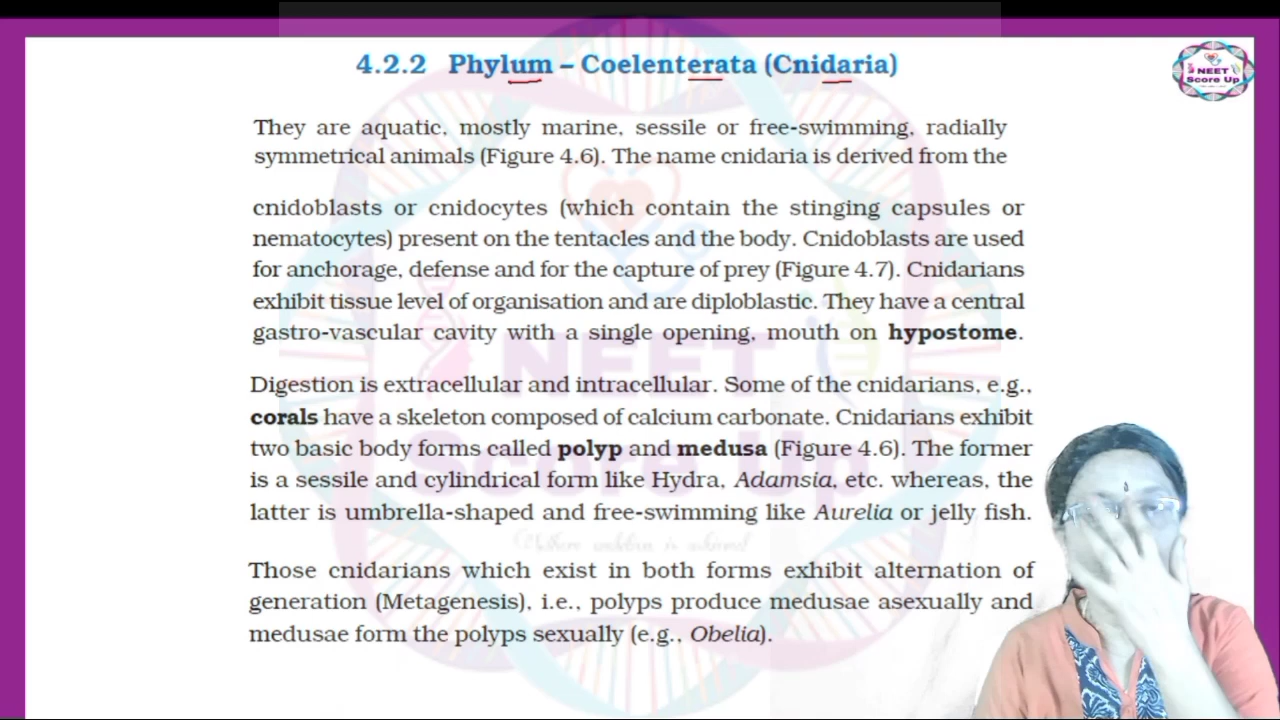 4.2.2 Phylum – Coelenterata (Cnidaria)
NEET
Score Up
They are aquatic, mostly marine, sessile or free-swimming, radially
symmetrical animals (Figure 4.6). The name cnidaria is derived from the
cnidoblasts or cnidocytes (which contain the stinging capsules or
nematocytes) present on the tentacles and the body. Cnidoblasts are used
for anchorage, defense and for the capture of prey (Figure 4.7). Cnidarians
exhibit tissue level of organisation and are diploblastic. They have a central
gastro-vascular cavity with a single opening, mouth on hypostome.
Digestion is extracellular and intracellular. Some of the cnidarians, e.g.,
corals have a skeleton composed of calcium carbonate. Cnidarians exhibit
two basic body forms called polyp and medusa (Figure 4.6). The former
is a sessile and cylindrical form like Hydra, Adamsia, etc. whereas, the
latter is umbrella-shaped and free-swimming like Aurelia or jelly fish.
Those cnidarians which exist in both forms exhibit alternation of
generation (Metagenesis), i.e., polyps produce medusae asexually and
medusae form the polyps sexually (e.g., Obelia).
NEET
Score Up